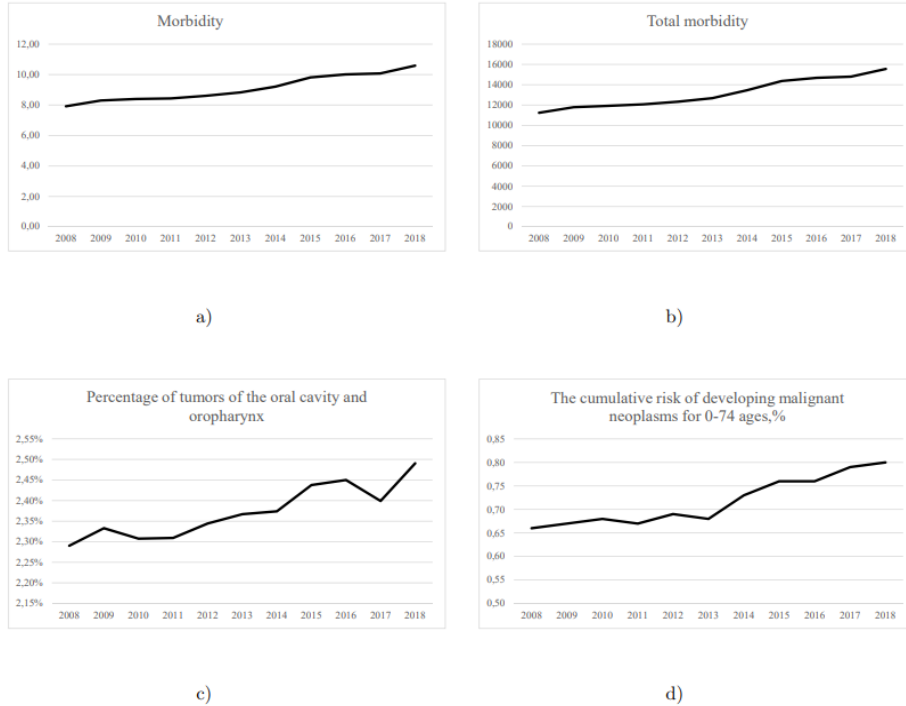 Morbidity
12,00
10,00
8,00
6,00
4,00
2,00
0,00
2008 2009 2010 2011 2012 2013 2014 2015 2016 2017 2018
a)
Total morbidity
18000
16000
14000
12000
10000
8000
6000
4000
2000
0
2008 2009 2010 2011 2012 2013 2014 2015 2016 2017 2018
b)
Percentage of tumors of the oral cavity and
oropharynx
2,55%
2,50%
2,45%
2,40%
2,35%
2,30%
2,25%
2,20%
2,15%
2008 2009 2010 2011 2012 2013 2014 2015 2016 2017 2018
c)
The cumulative risk of developing malignant
neoplasms for 0-74 ages,%
0,85
0,80
0,75
0,70
0,65
0,60
0,55
0,50
2008 2009 2010 2011 2012 2013 2014 2015 2016 2017 2018
d)